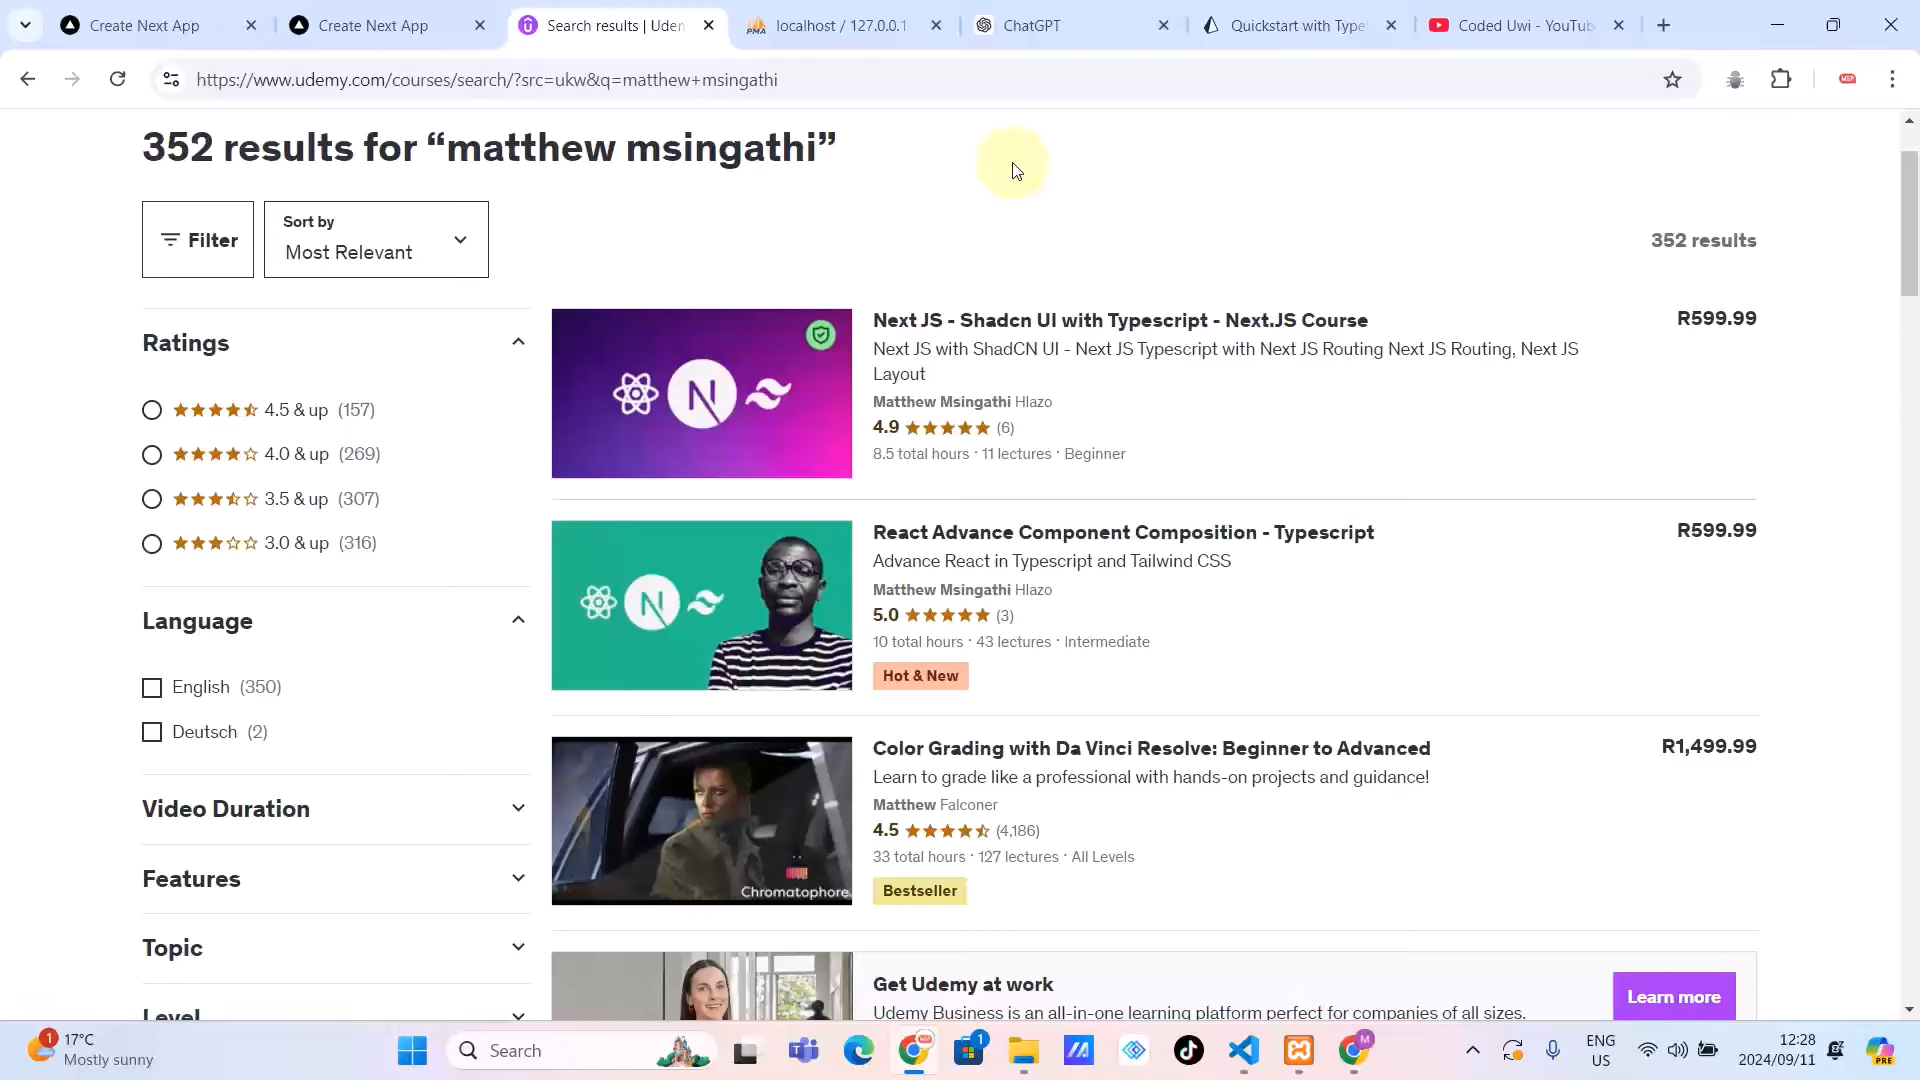 Create Next App
Create Next App
Search results | Uden
localhost / 127.0.0.1
ChatGPT
Quickstart with Type
Coded Uwi - YouTub
https://www.udemy.com/courses/search/?src=ukw&q=matthew+msingathi
352 results for “matthew msingathi”
Filter
Sort by
Most Relevant
352 results
Ratings
4.5 & up (157)
4.0 & up (269)
3.5 & up (307)
3.0 & up (316)
Language
English (350)
Deutsch (2)
Video Duration
Features
Topic
Level
Next JS - Shadcn UI with Typescript - Next.JS Course
R599.99
Next JS with ShadCN UI - Next JS Typescript with Next JS Routing Next JS Routing, Next JS
Layout
Matthew Msingathi Hlazo
4.9 (6)
8.5 total hours · 11 lectures · Beginner
React Advance Component Composition - Typescript
R599.99
Advance React in Typescript and Tailwind CSS
Matthew Msingathi Hlazo
5.0 (3)
10 total hours · 43 lectures · Intermediate
Hot & New
Chromatophore
Color Grading with Da Vinci Resolve: Beginner to Advanced
R1,499.99
Learn to grade like a professional with hands-on projects and guidance!
Matthew Falconer
4.5 (4,186)
33 total hours · 127 lectures · All Levels
Bestseller
Get Udemy at work
Udemy Business is an all-in-one learning platform perfect for companies of all sizes.
Learn more
1
17°C
Mostly sunny
Search
1
M
ENG
US
12:28
2024/09/11
PRE